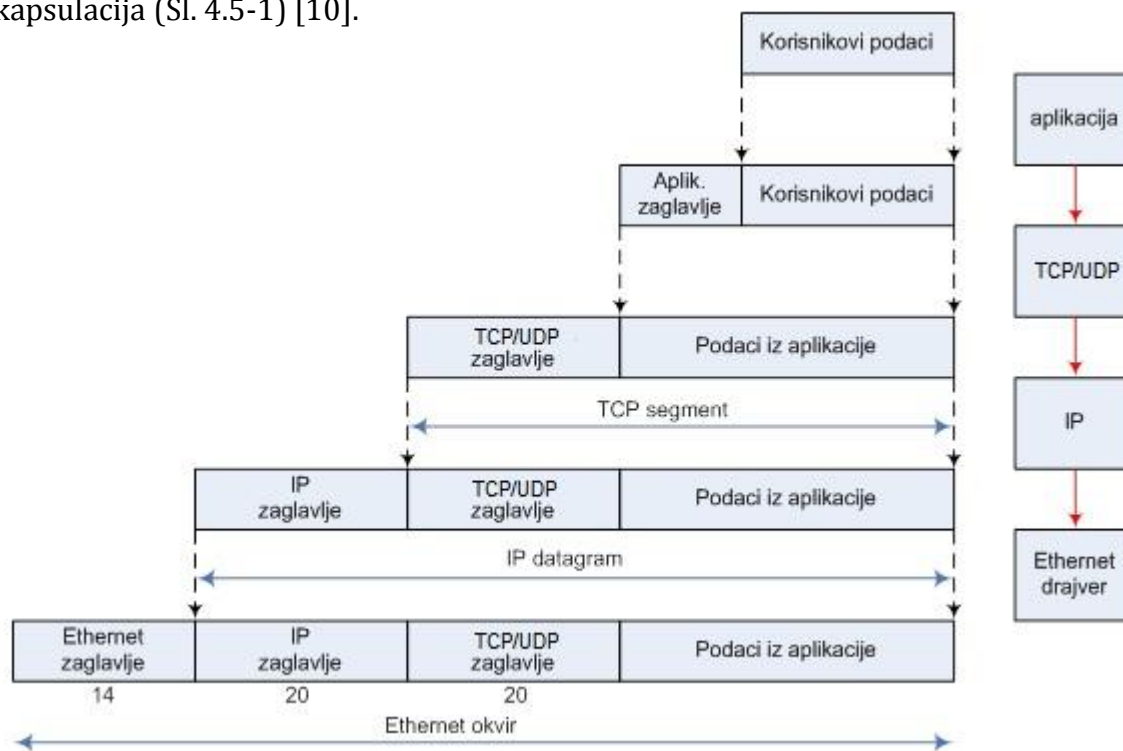 kapsulacija (Sl. 4.5-1) [10].
Korisnikovi podaci
Aplik.
zaglavlje
Korisnikovi podaci
TCP/UDP
zaglavlje
Podaci iz aplikacije
TCP segment
IP
zaglavlje
TCP/UDP
zaglavlje
Podaci iz aplikacije
IP datagram
Ethernet
zaglavlje
IP
zaglavlje
TCP/UDP
zaglavlje
Podaci iz aplikacije
14
20
20
Ethernet okvir
aplikacija
TCP/UDP
IP
Ethernet
drajver